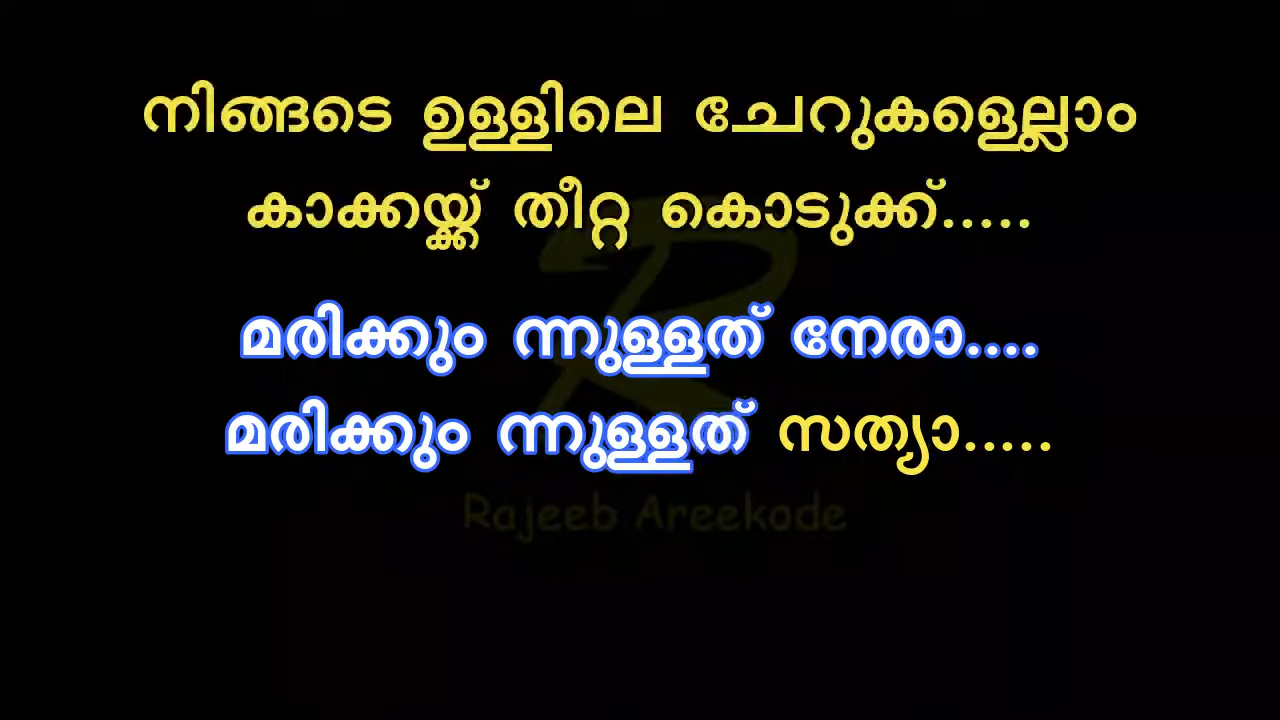 നിങ്ങടെ ഉള്ളിലെ ചേറുകളെല്ലാം
കാക്കയ്ക്ക് തീറ്റ കൊടുക്ക്.....
മരിക്കും ന്നുള്ളത് നേരാ....
മരിക്കും ന്നുള്ളത് സത്യാ.....
Rajeeb Areekode